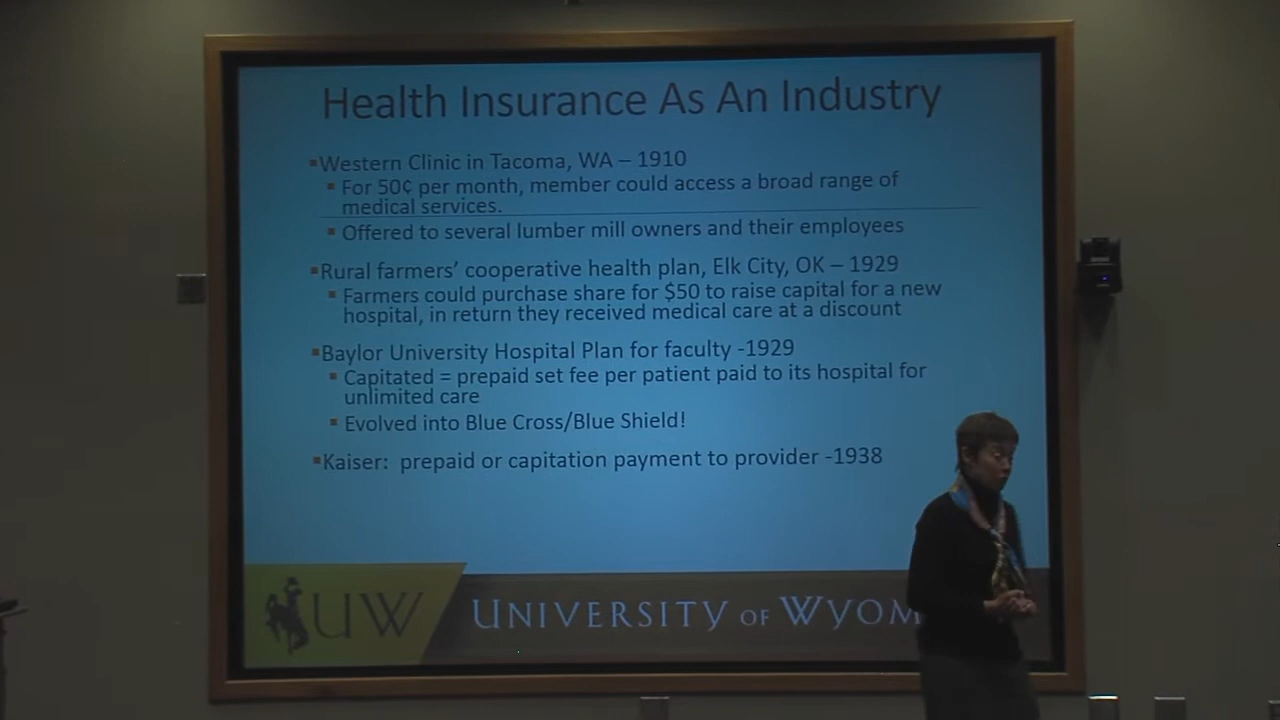 Health Insurance As An Industry
▪Western Clinic in Tacoma, WA – 1910
▪ For 50¢ per month, member could access a broad range of
medical services.
▪ Offered to several lumber mill owners and their employees
▪Rural farmers’ cooperative health plan, Elk City, OK – 1929
▪ Farmers could purchase share for $50 to raise capital for a new
hospital, in return they received medical care at a discount
▪Baylor University Hospital Plan for faculty -1929
▪ Capitated = prepaid set fee per patient paid to its hospital for
unlimited care
▪ Evolved into Blue Cross/Blue Shield!
▪Kaiser: prepaid or capitation payment to provider -1938
UW UNIVERSITY OF WYOM